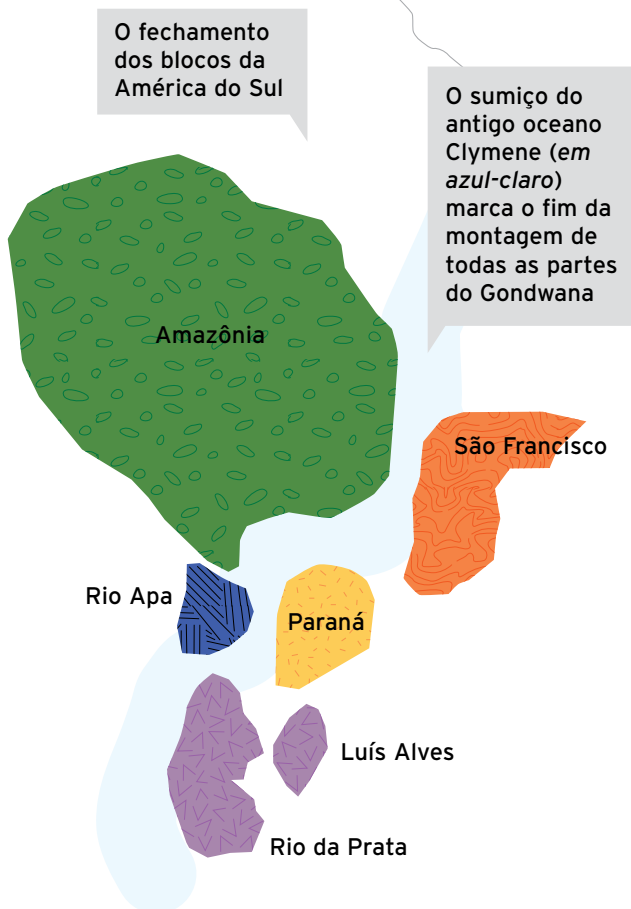 O fechamento
dos blocos da
América do Sul
O sumiço do
antigo oceano
Clymene (em
azul-claro)
marca o fim da
montagem de
todas as partes
do Gondwana
Amazônia
São Francisco
Rio Apa
Paraná
Luís Alves
Rio da Prata